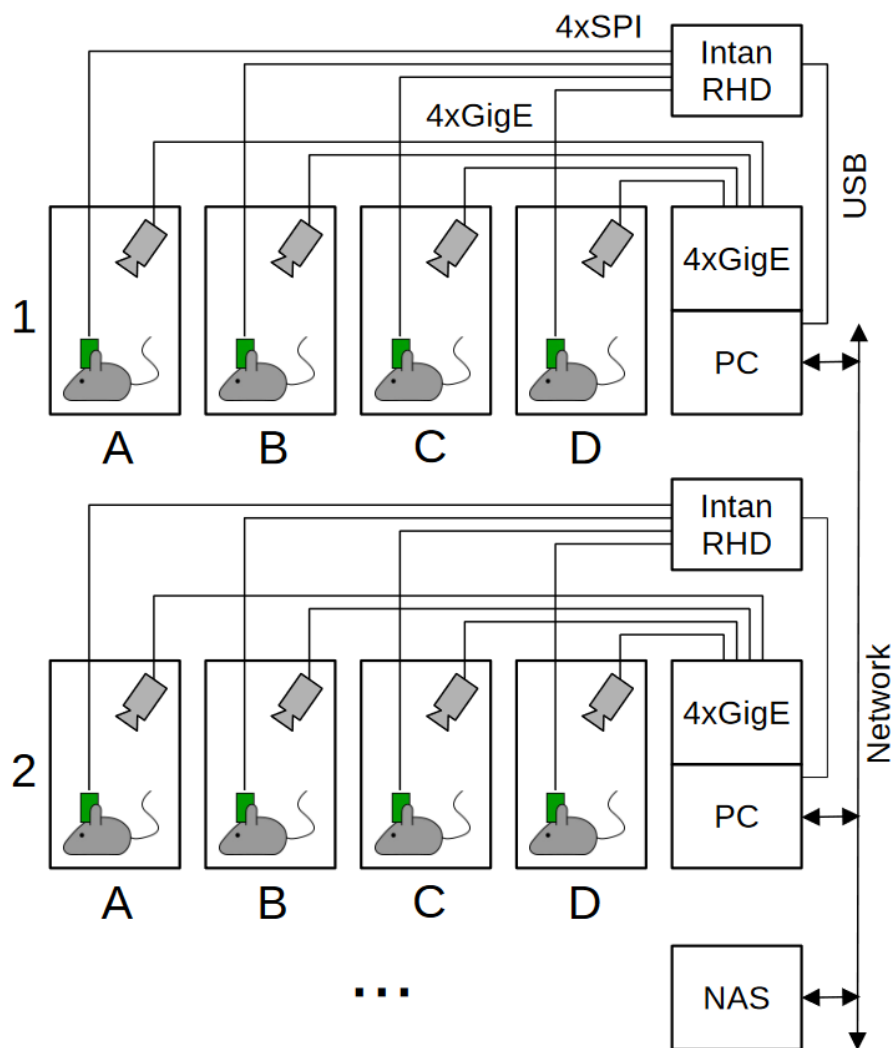 4xSPI
Intan
RHD
4xGigE
USB
4xGigE
1
PC
A
B
C
D
Intan
RHD
Network
4xGigE
2
PC
A
B
C
D
...
NAS